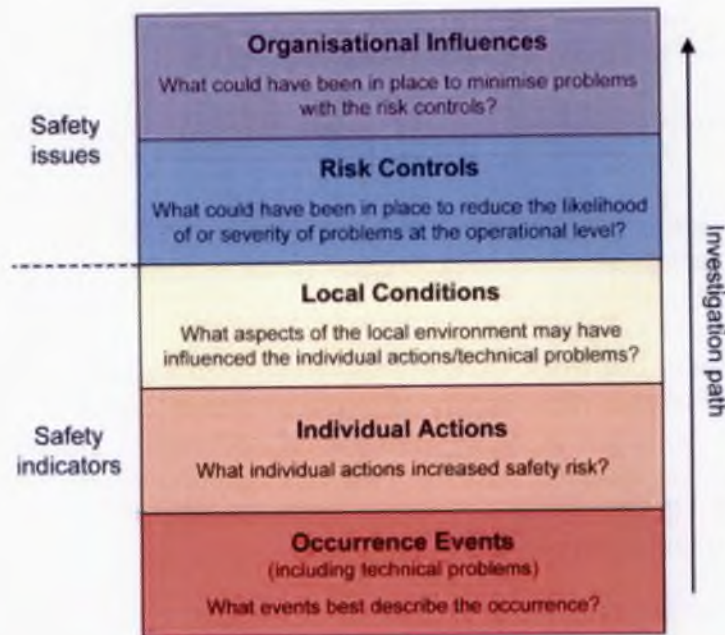 Organisational Influences
What could have been in place to minimise problems
with the risk controls?
Safety
issues
Risk Controls
What could have been in place to reduce the likelihood
of or severity of problems at the operational level?
Local Conditions
What aspects of the local environment may have
influenced the individual actions/technical problems?
Individual Actions
Safety
indicators
What individual actions increased safety risk?
Occurrence Events
(including technical problems)
What events best describe the occurrence?
Investigation path